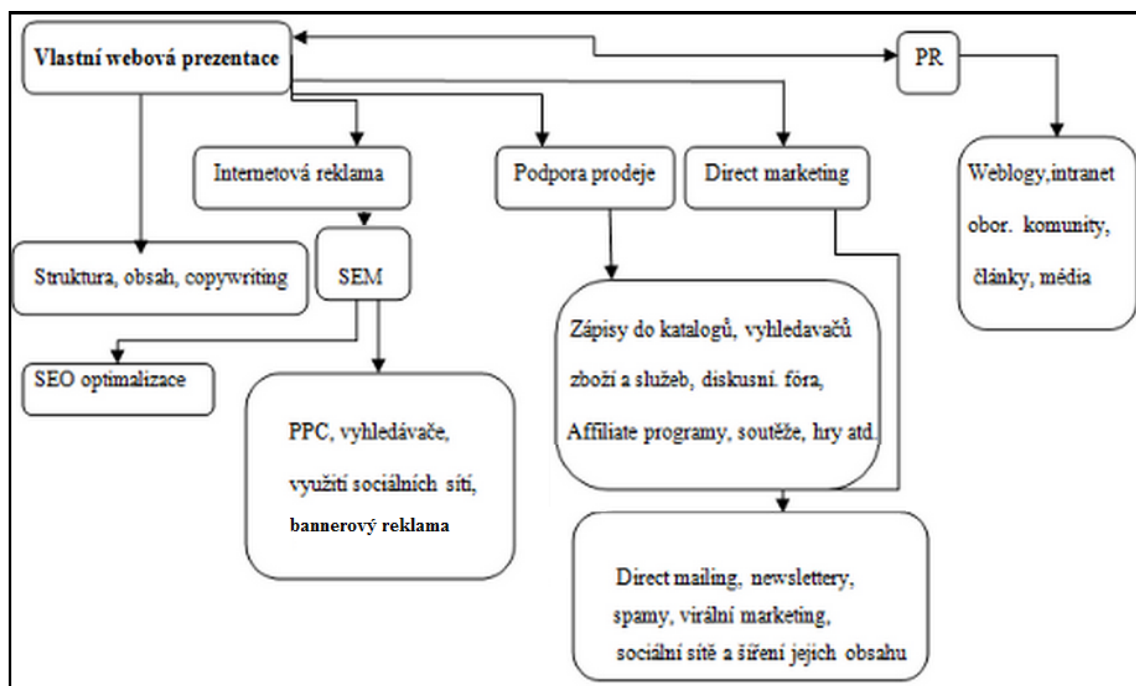 Vlastní webová prezentace
PR
Internetová reklama
Podpora prodeje
Direct marketing
Weblogy,intranet
obor. komunity,
články, média
Struktura, obsah, copywriting
SEM
SEO optimalizace
Zápisy do katalogů, vyhledavačů
zboží a služeb, diskusní. fóra,
Affiliate programy, soutěže, hry atd.
PPC, vyhledávače,
využití sociálních sítí,
bannerový reklama
Direct mailing, newslettery,
spamy, virální marketing,
sociální sítě a šíření jejich obsahu